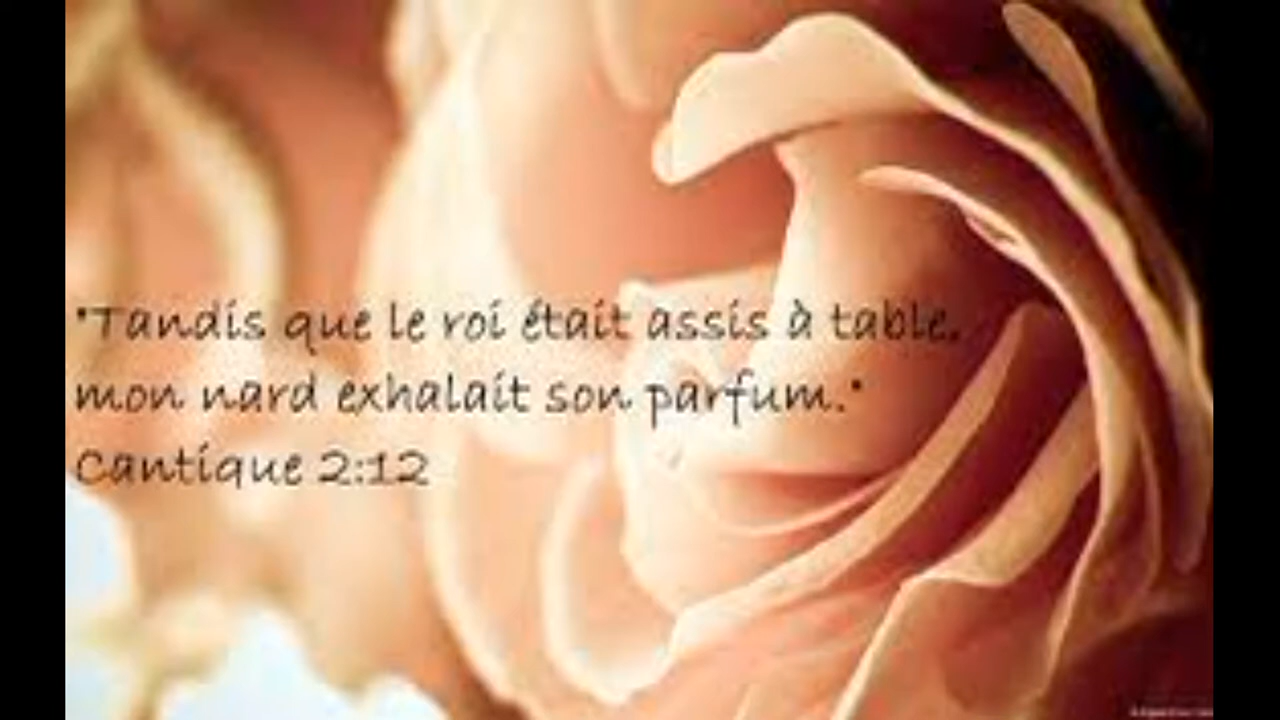 "Tandis que le roi était assis à table,
mon nard exhalait son parfum."
Cantique 2:12